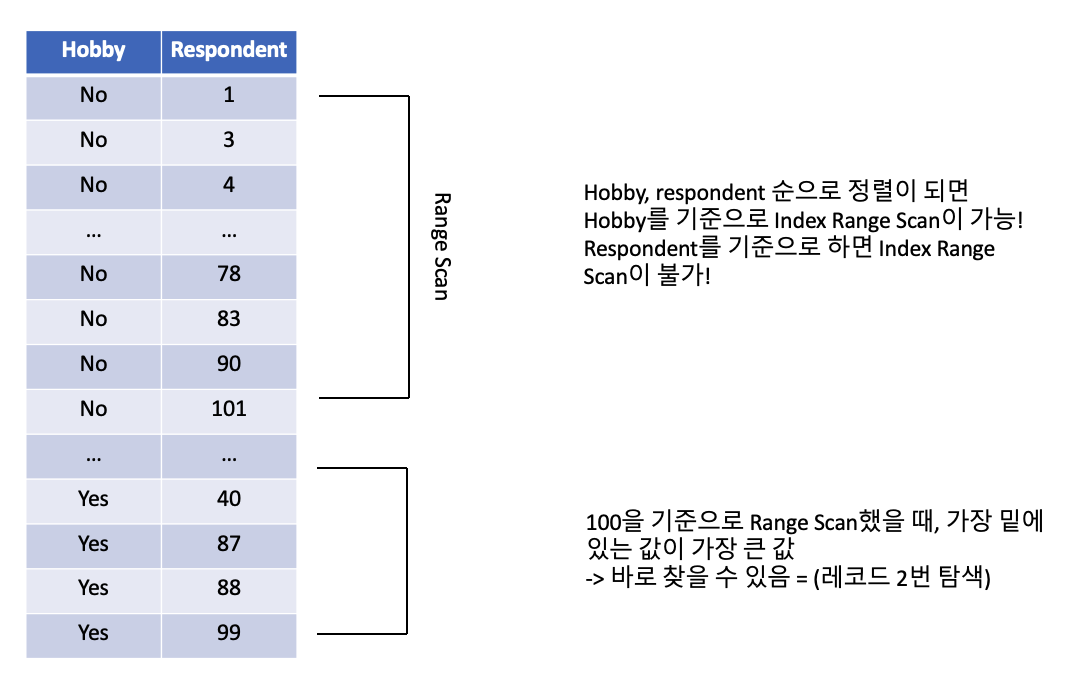 Hobby Respondent
No 1
No 3
No 4
... ...
No 78
No 83
No 90
No 101
... ...
Yes 40
Yes 87
Yes 88
Yes 99
Range Scan
Hobby, respondent 순으로 정렬이 되면
Hobby를 기준으로 Index Range Scan이 가능!
Respondent를 기준으로 하면 Index Range
Scan이 불가!
100을 기준으로 Range Scan했을 때, 가장 밑에
있는 값이 가장 큰 값
-> 바로 찾을 수 있음 = (레코드 2번 탐색)